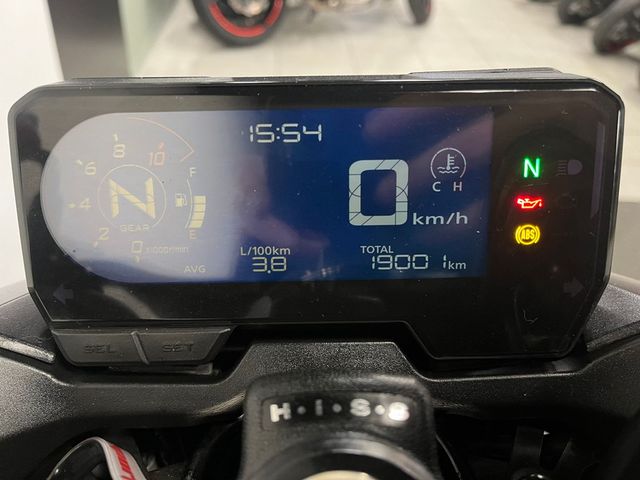 15:54
8
10
6
4
2
N
GEAR
0 x1000r/min
F
E
AVG
L/100km
3.8
0 km/h
C H
TOTAL
19001 km
N
ABS
SEL SET
H·I·S·S